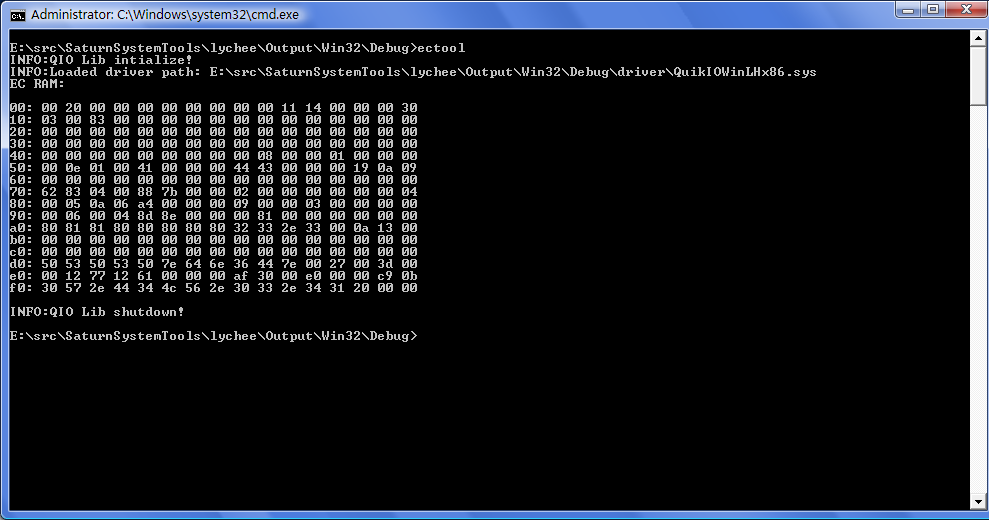 Administrator: C:\Windows\system32\cmd.exe
E:\src\SaturnSystemTools\lychee\Output\Win32\Debug>ectool
INFO:QIO Lib intialize!
INFO:Loaded driver path: E:\src\SaturnSystemTools\lychee\Output\Win32\Debug\driver\QuikIOWinLHx86.sys
EC RAM:
00: 00 20 00 00 00 00 00 00 00 00 11 14 00 00 00 30
10: 03 00 83 00 00 00 00 00 00 00 00 00 00 00 00 00
20: 00 00 00 00 00 00 00 00 00 00 00 00 00 00 00 00
30: 00 00 00 00 00 00 00 00 00 00 00 00 00 00 00 00
40: 00 00 00 00 00 00 00 00 00 08 00 00 01 00 00 00
50: 00 0e 01 00 41 00 00 00 44 43 00 00 00 19 0a 09
60: 00 00 00 00 00 00 00 00 00 00 00 00 00 00 00 00
70: 62 83 04 00 88 7b 00 00 02 00 00 00 00 00 00 04
80: 00 05 0a 06 a4 00 00 00 09 00 00 03 00 00 00 00
90: 00 06 00 04 8d 8e 00 00 00 81 00 00 00 00 00 00
a0: 80 81 81 80 80 80 80 80 32 33 2e 33 00 0a 13 00
b0: 00 00 00 00 00 00 00 00 00 00 00 00 00 00 00 00
c0: 00 00 00 00 00 00 00 00 00 00 00 00 00 00 00 00
d0: 50 53 50 53 50 7e 64 6e 36 44 7e 00 27 00 3d 00
e0: 00 12 77 12 61 00 00 00 af 30 00 e0 00 00 c9 0b
f0: 30 57 2e 44 34 4c 56 2e 30 33 2e 34 31 20 00 00
INFO:QIO Lib shutdown!
E:\src\SaturnSystemTools\lychee\Output\Win32\Debug>